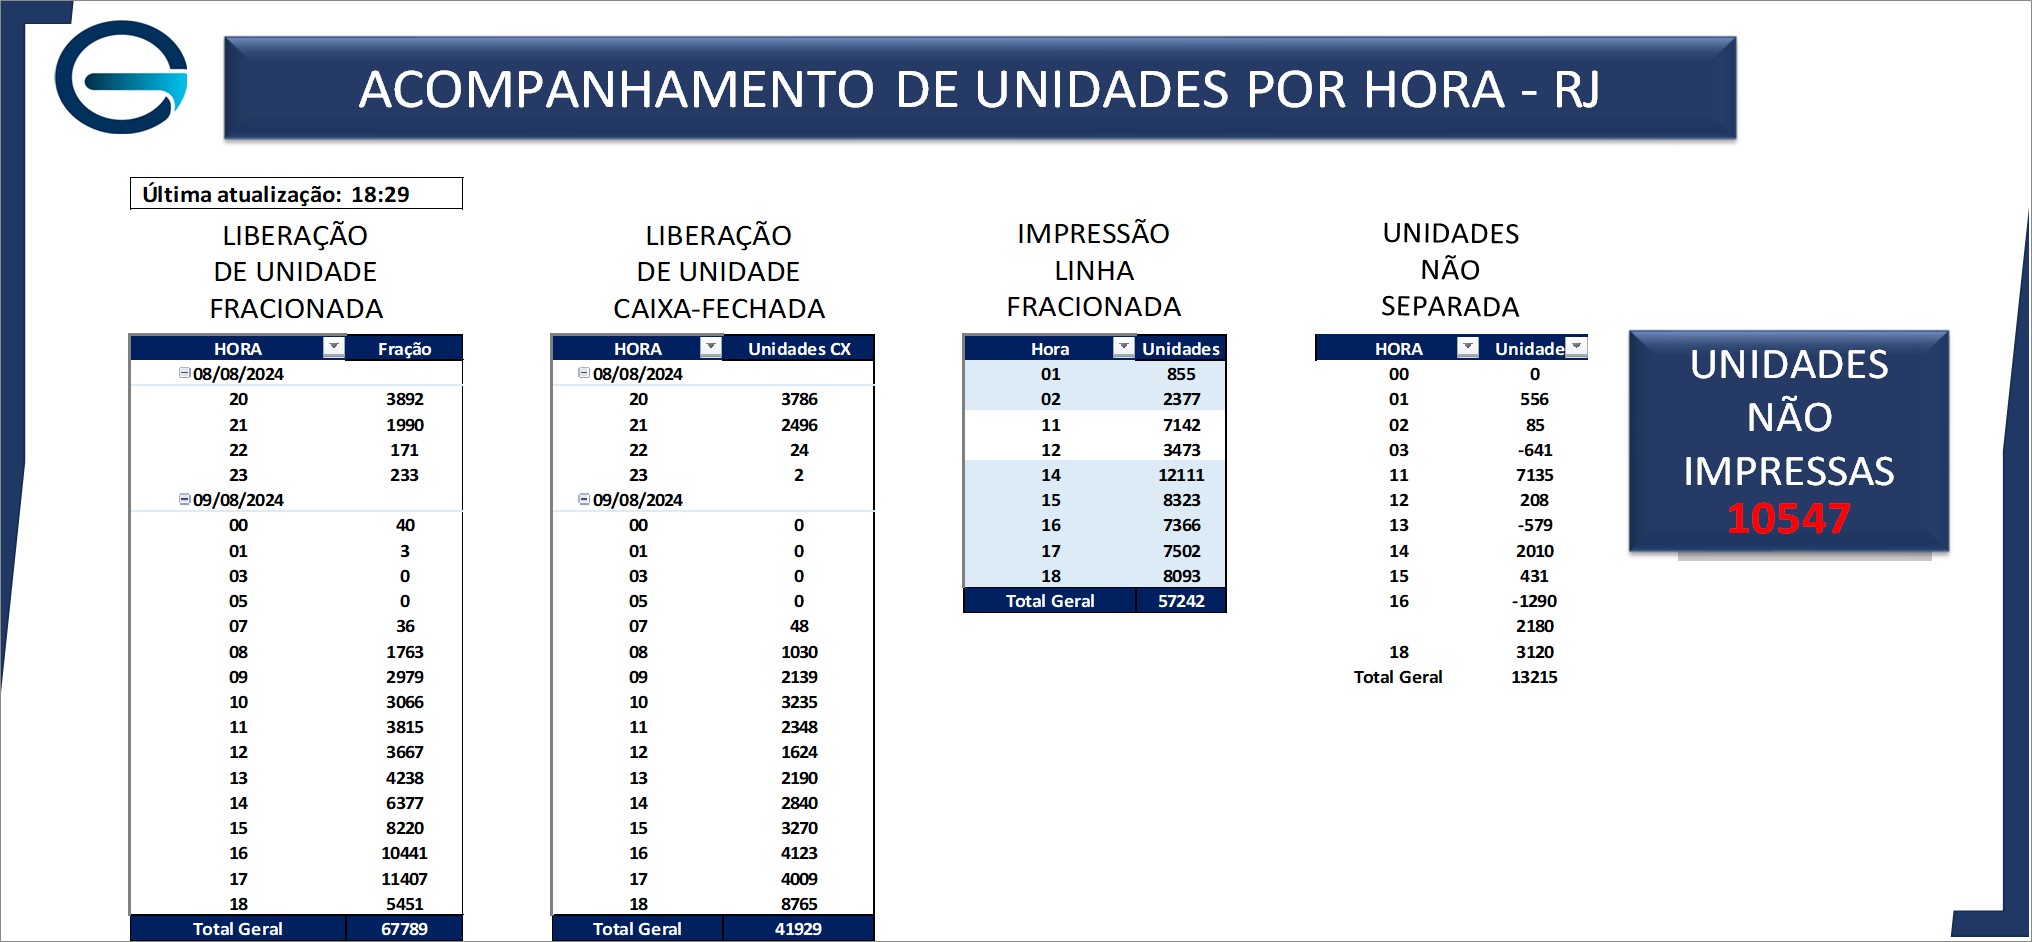 ACOMPANHAMENTO DE UNIDADES POR HORA - RJ
Última atualização: 18:29
LIBERAÇÃO
DE UNIDADE
FRACIONADA
HORA Fração
08/08/2024
20 3892
21 1990
22 171
23 233
09/08/2024
00 40
01 3
03 0
05 0
07 36
08 1763
09 2979
10 3066
11 3815
12 3667
13 4238
14 6377
15 8220
16 10441
17 11407
18 5451
Total Geral 67789
LIBERAÇÃO
DE UNIDADE
CAIXA-FECHADA
HORA Unidades CX
08/08/2024
20 3786
21 2496
22 24
23 2
09/08/2024
00 0
01 0
03 0
05 0
07 48
08 1030
09 2139
10 3235
11 2348
12 1624
13 2190
14 2840
15 3270
16 4123
17 4009
18 8765
Total Geral 41929
IMPRESSÃO
LINHA
FRACIONADA
Hora Unidades
01 855
02 2377
11 7142
12 3473
14 12111
15 8323
16 7366
17 7502
18 8093
Total Geral 57242
UNIDADES
NÃO
SEPARADA
HORA Unidade
00 0
01 556
02 85
03 -641
11 7135
12 208
13 -579
14 2010
15 431
16 -1290
2180
18 3120
Total Geral 13215
UNIDADES
NÃO
IMPRESSAS
10547